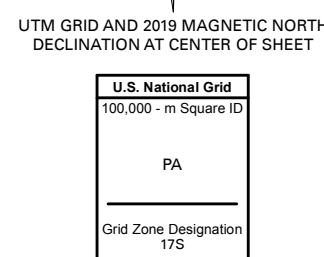 UTM GRID AND 2019 MAGNETIC NORTH
DECLINATION AT CENTER OF SHEET
U.S. National Grid
100,000 - m Square ID
PA
Grid Zone Designation
17S